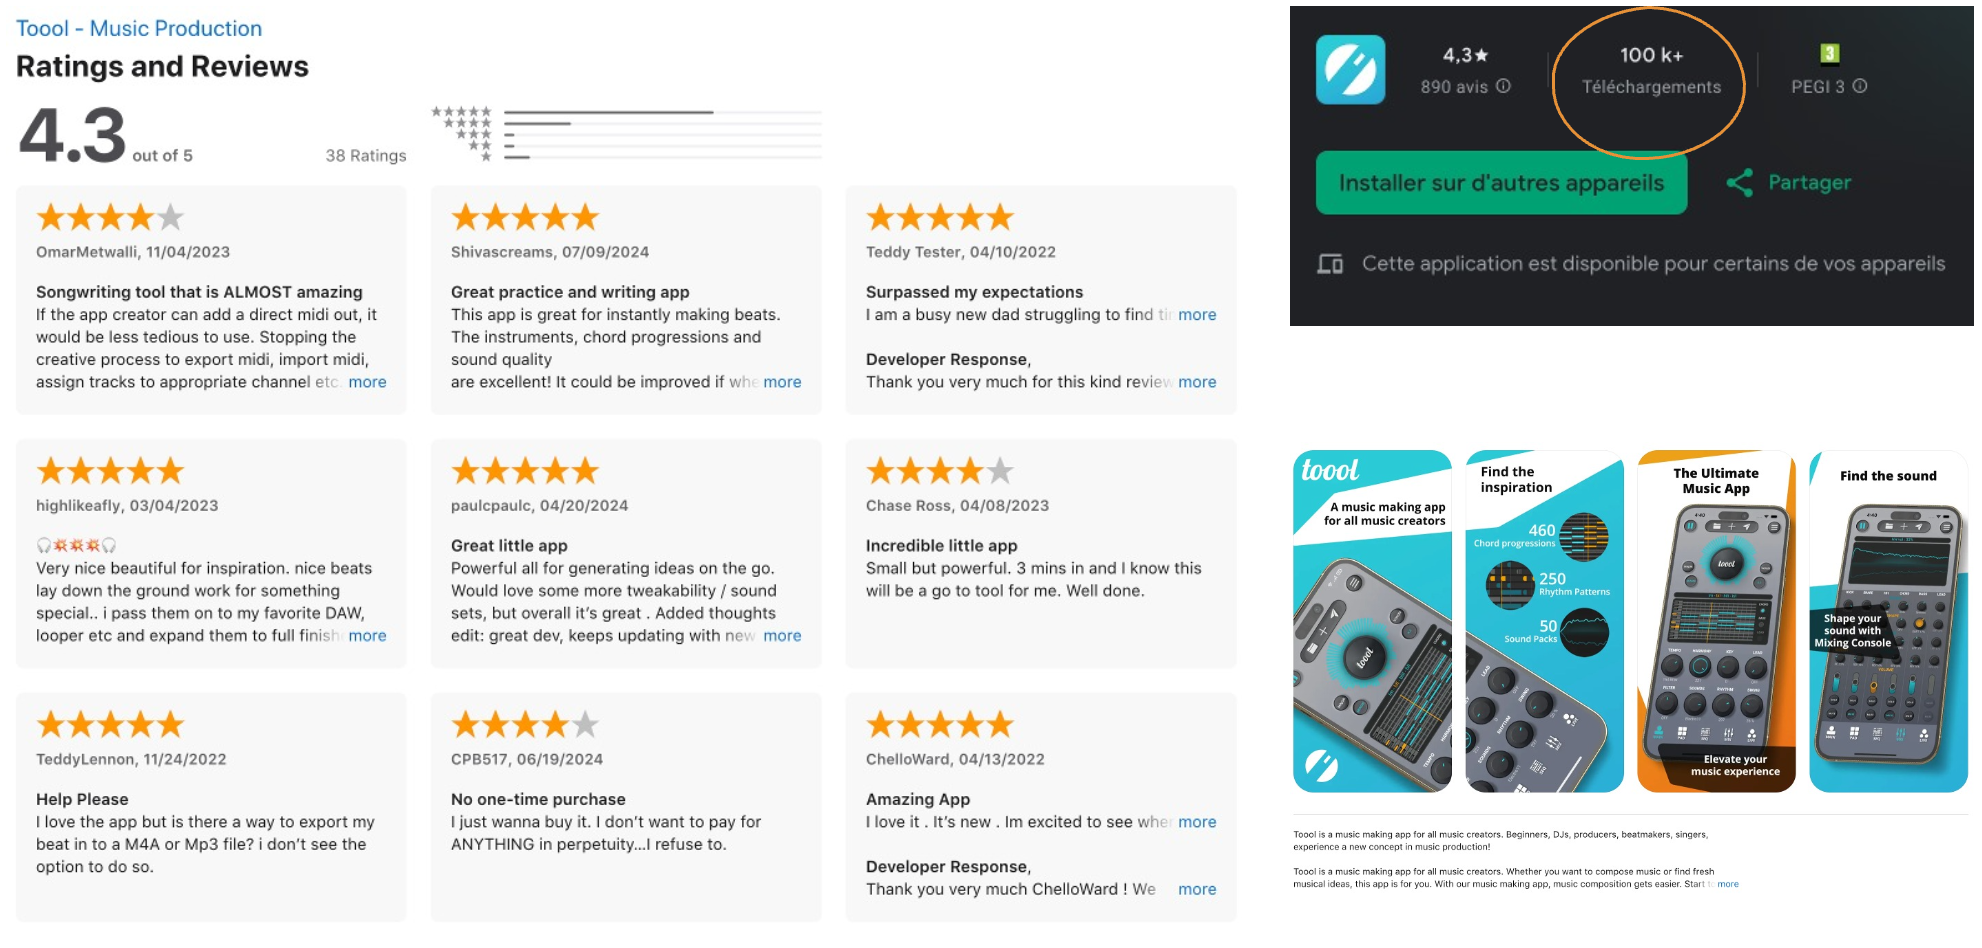 Toool - Music Production
Ratings and Reviews
4.3 out of 5
38 Ratings
OmarMetwalli, 11/04/2023
Songwriting tool that is ALMOST amazing
If the app creator can add a direct midi out, it
would be less tedious to use. Stopping the
creative process to export midi, import midi,
assign tracks to appropriate channel etc. more
Shivascreams, 07/09/2024
Great practice and writing app
This app is great for instantly making beats.
The instruments, chord progressions and
sound quality
are excellent! It could be improved if whe more
Teddy Tester, 04/10/2022
Surpassed my expectations
I am a busy new dad struggling to find tir more
Developer Response,
Thank you very much for this kind review more
highlikeafly, 03/04/2023
Very nice beautiful for inspiration. nice beats
lay down the ground work for something
special.. i pass them on to my favorite DAW,
looper etc and expand them to full finish more
paulcpaulc, 04/20/2024
Great little app
Powerful all for generating ideas on the go.
Would love some more tweakability / sound
sets, but overall it's great . Added thoughts
edit: great dev, keeps updating with new more
Chase Ross, 04/08/2023
Incredible little app
Small but powerful. 3 mins in and I know this
will be a go to tool for me. Well done.
TeddyLennon, 11/24/2022
Help Please
I love the app but is there a way to export my
beat in to a M4A or Mp3 file? i don't see the
option to do so.
CPB517, 06/19/2024
No one-time purchase
I just wanna buy it. I don't want to pay for
ANYTHING in perpetuity...I refuse to.
ChelloWard, 04/13/2022
Amazing App
I love it . It's new . Im excited to see wher more
Developer Response,
Thank you very much ChelloWard ! We more
4,3★
890 avis
100 k+
Téléchargements
3
PEGI 3
Installer sur d'autres appareils
Partager
Cette application est disponible pour certains de vos appareils
toool
A music making app
for all music creators
toool
Find the
inspiration
460
Chord progressions
250
Rhythm Patterns
50
Sound Packs
The Ultimate
Music App
4:40
toool
Elevate your
music experience
Find the sound
4:40
Shape your
sound with
Mixing Console
Toool is a music making app for all music creators. Beginners, DJs, producers, beatmakers, singers,
experience a new concept in music production!
Toool is a music making app for all music creators. Whether you want to compose music or find fresh
musical ideas, this app is for you. With our music making app, music composition gets easier. Start more